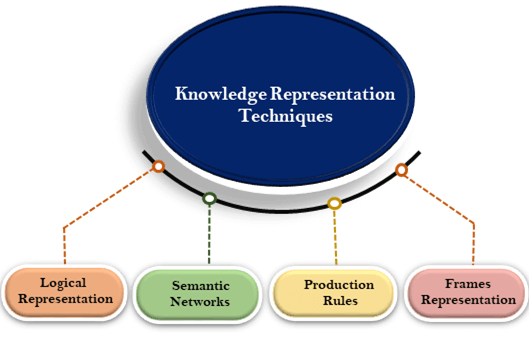 Knowledge Representation
Techniques
Logical
Representation
Semantic
Networks
Production
Rules
Frames
Representation